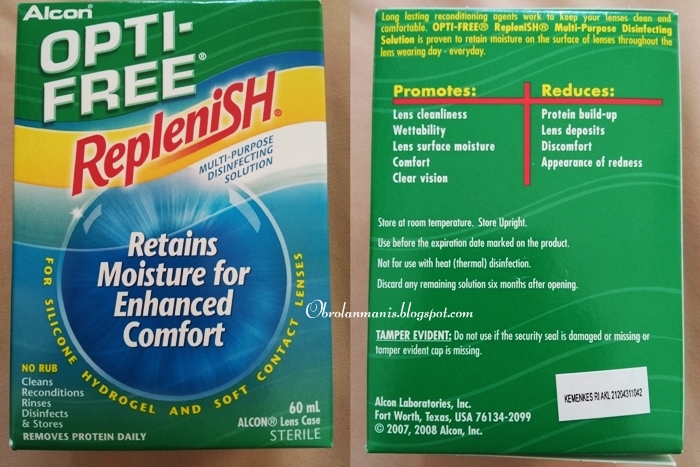 Alcon
OPTI-
FREE®
RepleniSH®
MULTI-PURPOSE
DISINFECTING
SOLUTION
Retains
Moisture for
Enhanced
Comfort
FOR SILICONE HYDROGEL AND SOFT CONTACT LENSES
NO RUB
Cleans
Reconditions
Rinses
Disinfects
& Stores
REMOVES PROTEIN DAILY
60 mL
ALCON® Lens Case
STERILE
Long lasting reconditioning agents work to keep your lenses clean and
comfortable. OPTI-FREE® RepleniSH® Multi-Purpose Disinfecting
Solution is proven to retain moisture on the surface of lenses throughout the
lens wearing day - everyday.
Promotes:
Lens cleanliness
Wettability
Lens surface moisture
Comfort
Clear vision
Reduces:
Protein build-up
Lens deposits
Discomfort
Appearance of redness
Store at room temperature. Store Upright.
Use before the expiration date marked on the product.
Not for use with heat (thermal) disinfection.
Discard any remaining solution six months after opening.
TAMPER EVIDENT: Do not use if the security seal is damaged or missing or
tamper evident cap is missing.
KEMENKES RI AKL 21204311042
Alcon Laboratories, Inc.
Fort Worth, Texas, USA 76134-2099
© 2007, 2008 Alcon, Inc.
Obrolanmanis.blogspot.com